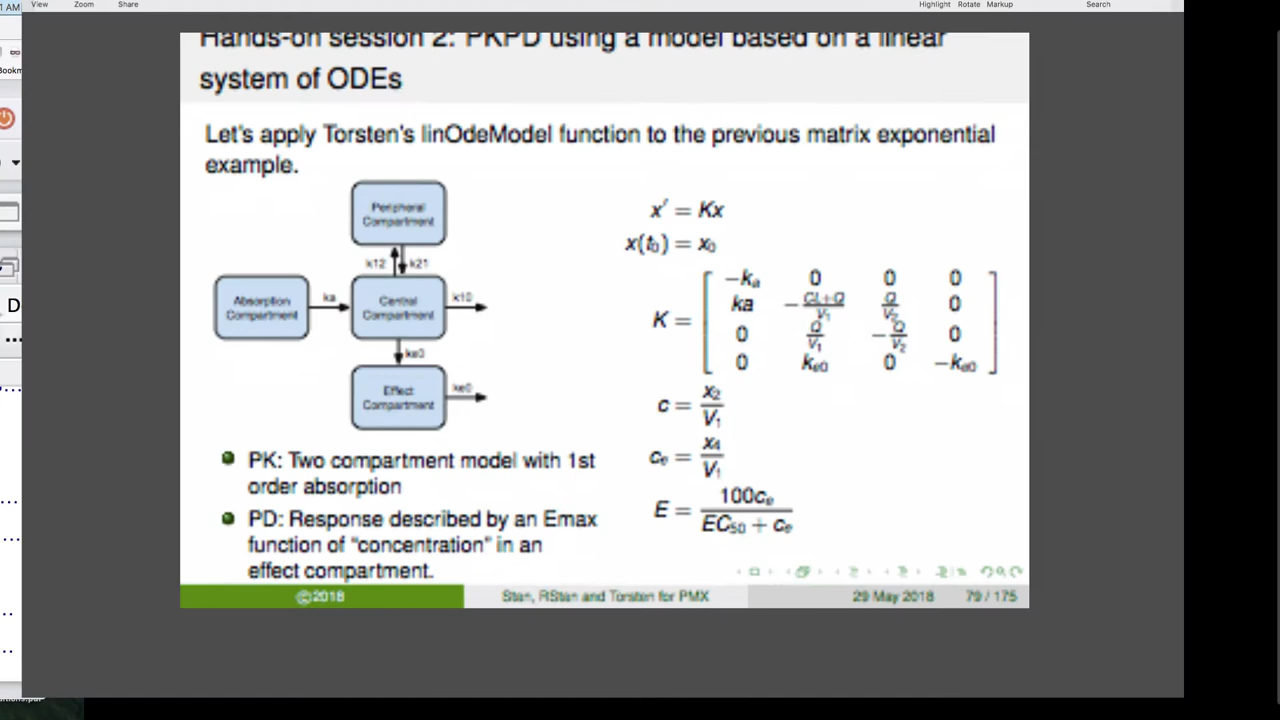 1 AM
View Zoom Share Highlight Rotate Markup Search
Bookm
D
Hands-on session 2: PKPD using a model based on a linear
system of ODEs
Let's apply Torsten's linOdeModel function to the previous matrix exponential
example.
Peripheral
Compartment
k12 k21
Absorption
Compartment
ka
Central
Compartment
k10
ke0
Effect
Compartment
ke0
x′ = Kx
x(t₀) = x₀
K =
−kₐ 0 0 0
ka −(CL+Q)/V₁ Q/V₂ 0
0 Q/V₁ −Q/V₂ 0
0 kₑ₀ 0 −kₑ₀
c = x₂/V₁
cₑ = x₄/V₁
E = 100cₑ/(EC₅₀ + cₑ)
PK: Two compartment model with 1st
order absorption
PD: Response described by an Emax
function of "concentration" in an
effect compartment.
©2018 Stan, RStan and Torsten for PMX 29 May 2018 79 / 175